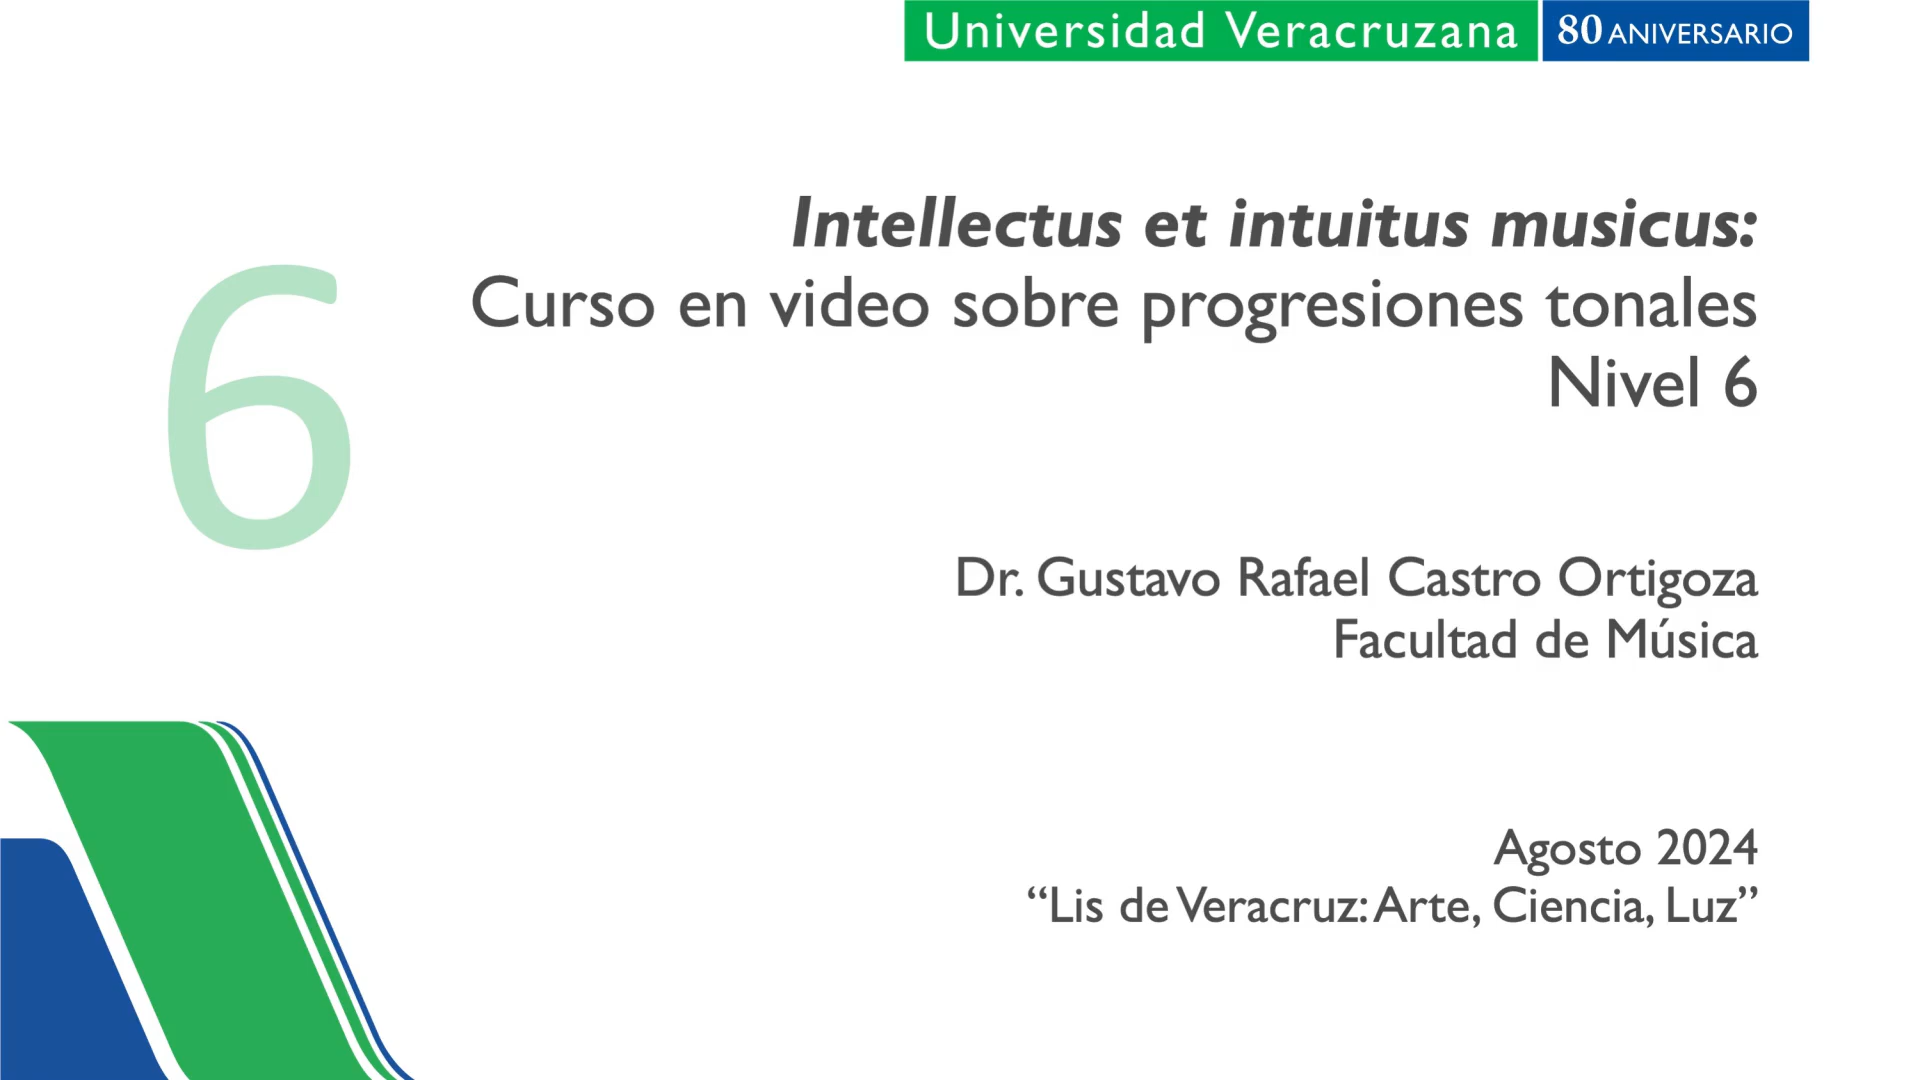 Universidad Veracruzana 80 ANIVERSARIO
Intellectus et intuitus musicus:
6
Curso en video sobre progresiones tonales
Nivel 6
Dr. Gustavo Rafael Castro Ortigoza
Facultad de Música
Agosto 2024
“Lis de Veracruz: Arte, Ciencia, Luz”